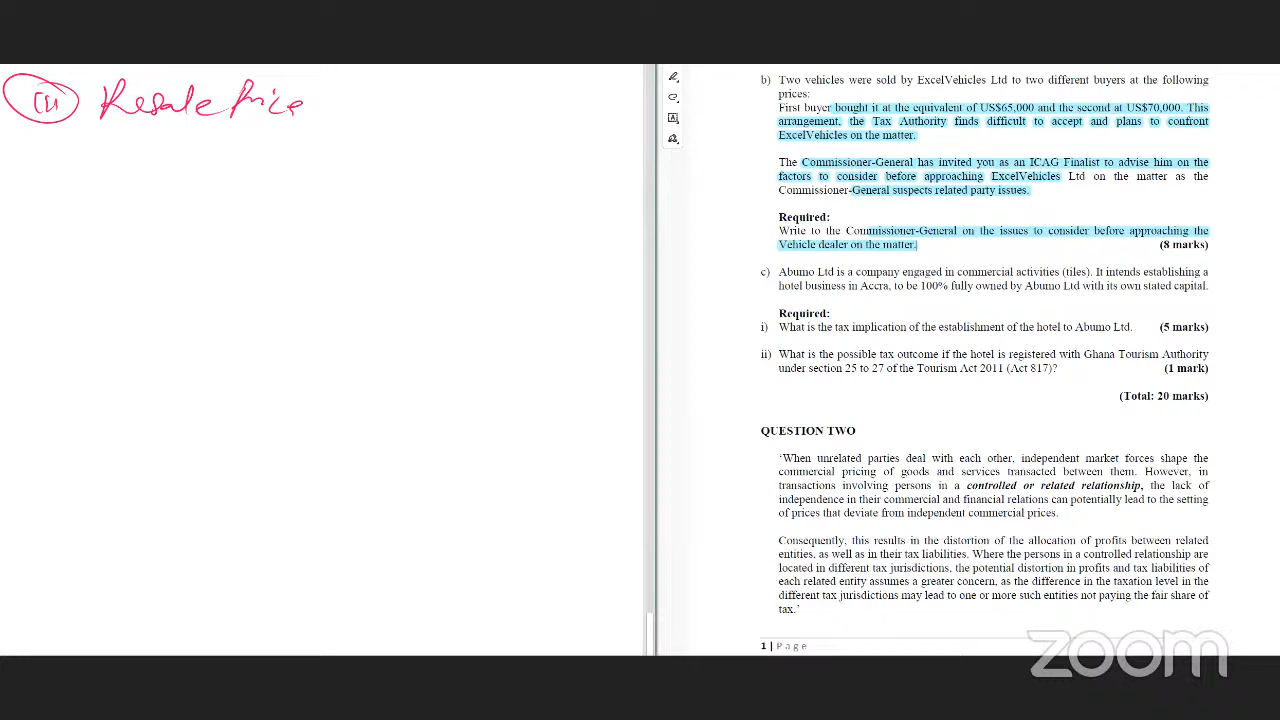 (ii) Resale Price
b) Two vehicles were sold by ExcelVehicles Ltd to two different buyers at the following
prices:
First buyer bought it at the equivalent of US$65,000 and the second at US$70,000. This
arrangement, the Tax Authority finds difficult to accept and plans to confront
ExcelVehicles on the matter.
The Commissioner-General has invited you as an ICAG Finalist to advise him on the
factors to consider before approaching ExcelVehicles Ltd on the matter as the
Commissioner-General suspects related party issues.
Required:
Write to the Commissioner-General on the issues to consider before approaching the
Vehicle dealer on the matter. (8 marks)
c) Abumo Ltd is a company engaged in commercial activities (tiles). It intends establishing a
hotel business in Accra, to be 100% fully owned by Abumo Ltd with its own stated capital.
Required:
i) What is the tax implication of the establishment of the hotel to Abumo Ltd. (5 marks)
ii) What is the possible tax outcome if the hotel is registered with Ghana Tourism Authority
under section 25 to 27 of the Tourism Act 2011 (Act 817)? (1 mark)
(Total: 20 marks)
QUESTION TWO
‘When unrelated parties deal with each other, independent market forces shape the
commercial pricing of goods and services transacted between them. However, in
transactions involving persons in a controlled or related relationship, the lack of
independence in their commercial and financial relations can potentially lead to the setting
of prices that deviate from independent commercial prices.
Consequently, this results in the distortion of the allocation of profits between related
entities, as well as in their tax liabilities. Where the persons in a controlled relationship are
located in different tax jurisdictions, the potential distortion in profits and tax liabilities of
each related entity assumes a greater concern, as the difference in the taxation level in the
different tax jurisdictions may lead to one or more such entities not paying the fair share of
tax.’
1 | Page
zoom